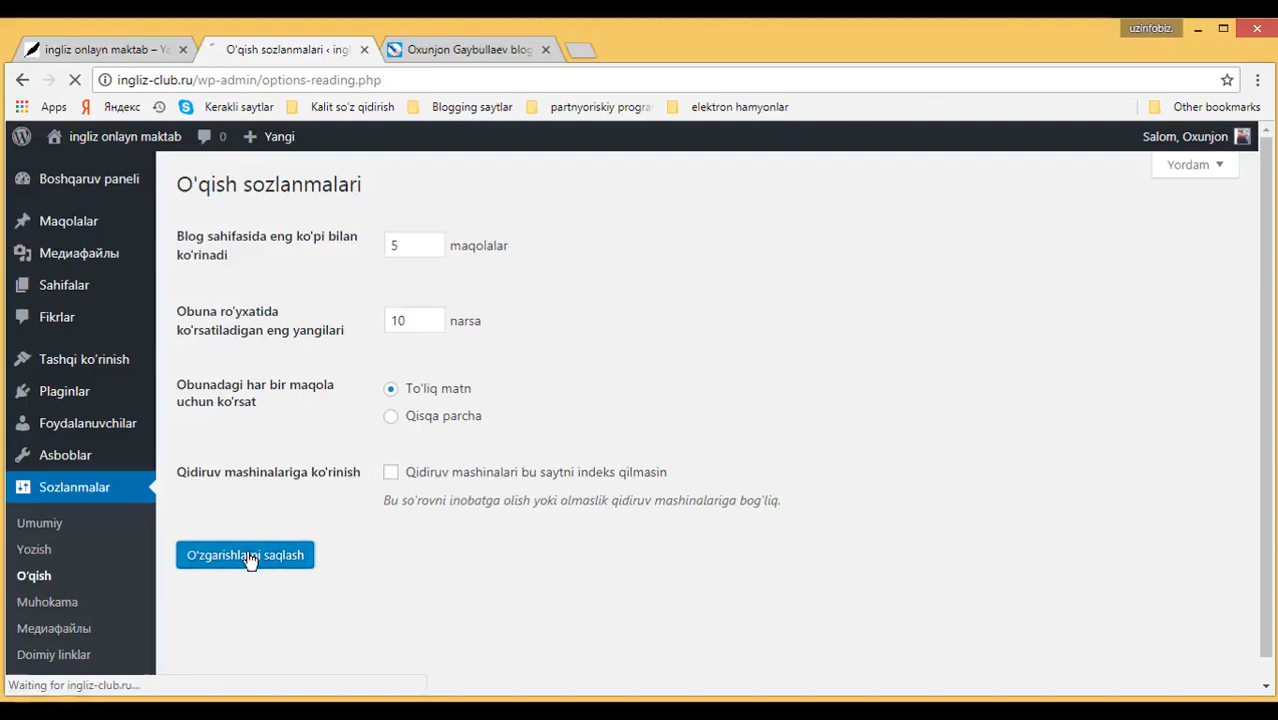 uzinfobiz.
ingliz onlayn maktab – Ya
O'qish sozlanmalari ‹ ingl
Oxunjon Gaybullaev blog
ingliz-club.ru/wp-admin/options-reading.php
Apps
Яндекс
Kerakli saytlar
Kalit so'z qidirish
Blogging saytlar
partnyoriskiy progra
elektron hamyonlar
Other bookmarks
ingliz onlayn maktab
0
Yangi
Salom, Oxunjon
Yordam
Boshqaruv paneli
Maqolalar
Медиафайлы
Sahifalar
Fikrlar
Tashqi ko‘rinish
Plaginlar
Foydalanuvchilar
Asboblar
Sozlanmalar
Umumiy
Yozish
O'qish
Muhokama
Медиафайлы
Doimiy linklar
O'qish sozlanmalari
Blog sahifasida eng ko'pi bilan
ko'rinadi
5 maqolalar
Obuna ro'yxatida
ko'rsatiladigan eng yangilari
10 narsa
Obunadagi har bir maqola
uchun ko'rsat
To'liq matn
Qisqa parcha
Qidiruv mashinalariga ko'rinish
Qidiruv mashinalari bu saytni indeks qilmasin
Bu so'rovni inobatga olish yoki olmaslik qidiruv mashinalariga bog'liq.
O'zgarishlarni saqlash
Waiting for ingliz-club.ru...